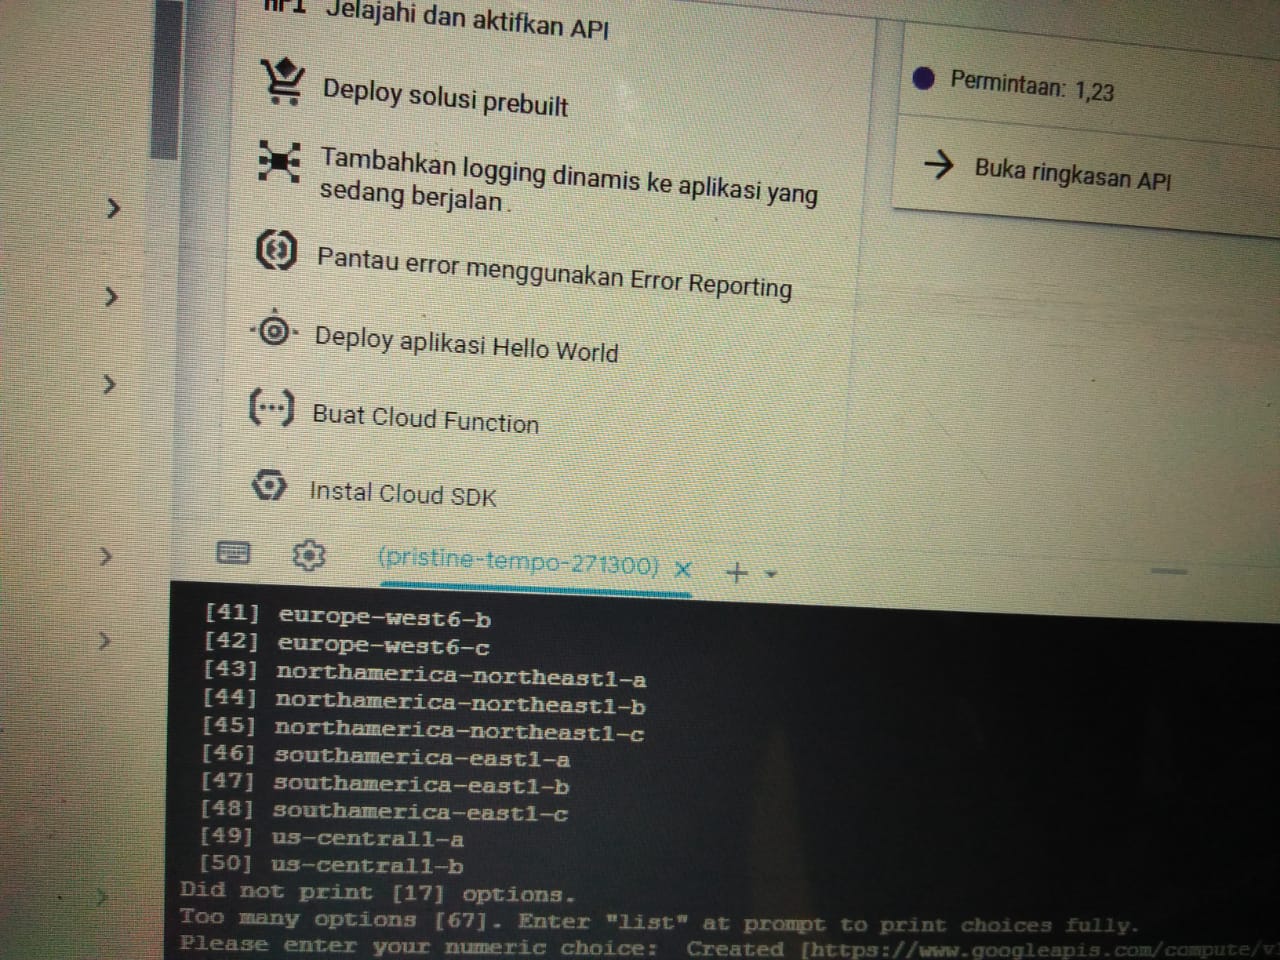 API Jelajahi dan aktifkan API
Deploy solusi prebuilt
Tambahkan logging dinamis ke aplikasi yang
sedang berjalan
Pantau error menggunakan Error Reporting
Deploy aplikasi Hello World
Buat Cloud Function
Instal Cloud SDK
Permintaan: 1,23
Buka ringkasan API
(pristine-tempo-271300)
[41] europe-west6-b
[42] europe-west6-c
[43] northamerica-northeast1-a
[44] northamerica-northeast1-b
[45] northamerica-northeast1-c
[46] southamerica-east1-a
[47] southamerica-east1-b
[48] southamerica-east1-c
[49] us-central1-a
[50] us-central1-b
Did not print [17] options.
Too many options [67]. Enter "list" at prompt to print choices fully.
Please enter your numeric choice:  Created [https://www.googleapis.com/compute/v